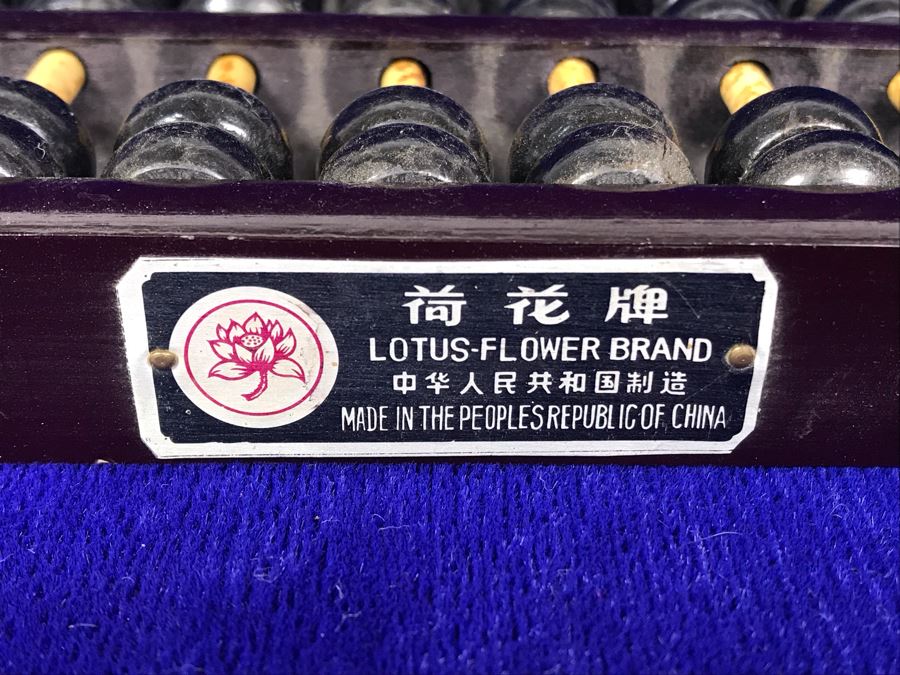 荷花牌
LOTUS-FLOWER BRAND
中华人民共和国制造
MADE IN THE PEOPLES REPUBLIC OF CHINA